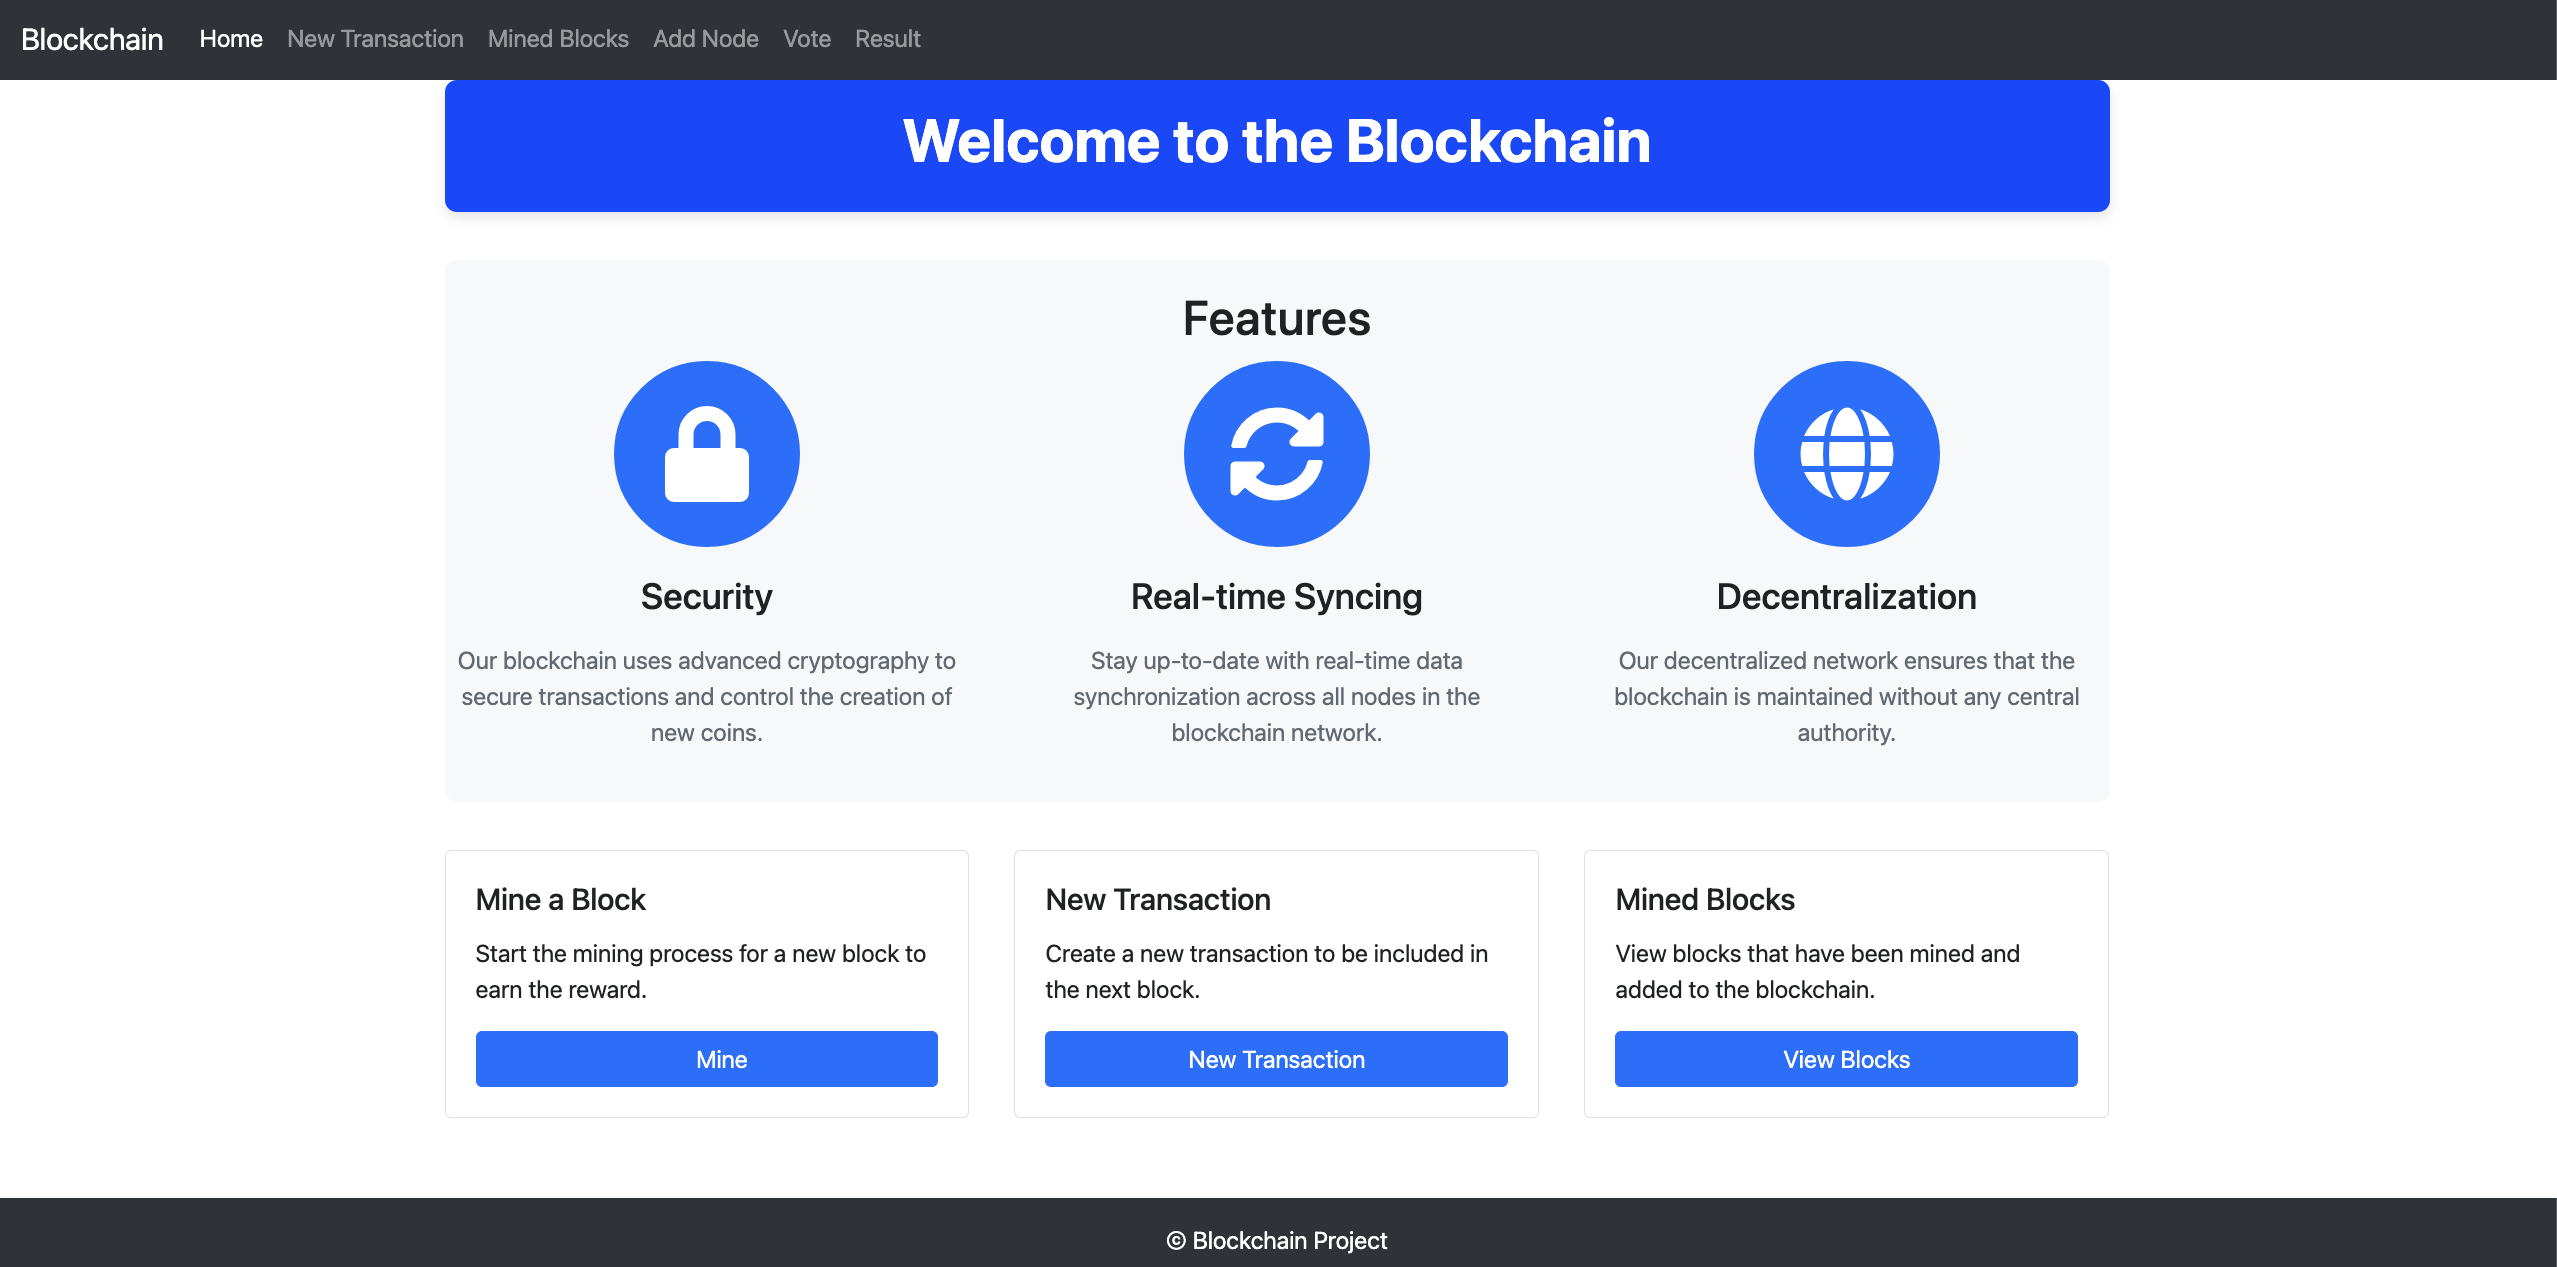 Blockchain Home New Transaction Mined Blocks Add Node Vote Result
Welcome to the Blockchain
Features
Security
Our blockchain uses advanced cryptography to
secure transactions and control the creation of
new coins.
Real-time Syncing
Stay up-to-date with real-time data
synchronization across all nodes in the
blockchain network.
Decentralization
Our decentralized network ensures that the
blockchain is maintained without any central
authority.
Mine a Block
Start the mining process for a new block to
earn the reward.
Mine
New Transaction
Create a new transaction to be included in
the next block.
New Transaction
Mined Blocks
View blocks that have been mined and
added to the blockchain.
View Blocks
© Blockchain Project